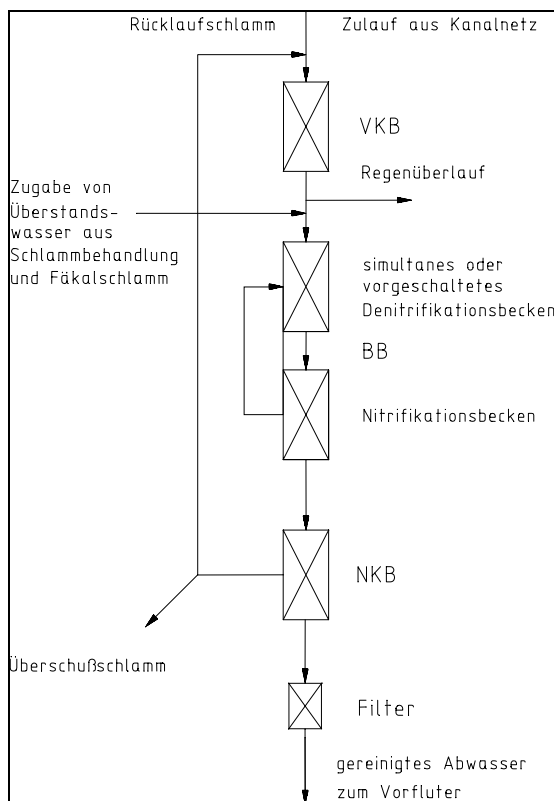 Rücklaufschlamm
Zulauf aus Kanalnetz
VKB
Regenüberlauf
Zugabe von
Überstands-
wasser aus
Schlammbehandlung
und Fäkalschlamm
simultanes oder
vorgeschaltetes
Denitrifikationsbecken
BB
Nitrifikationsbecken
NKB
Überschußschlamm
Filter
gereinigtes Abwasser
zum Vorfluter